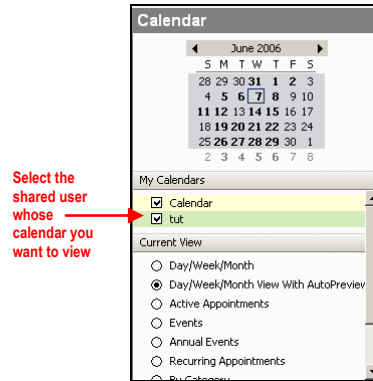 Calendar
June 2006
S M T W T F S
28 29 30 31 1 2 3
4 5 6 7 8 9 10
11 12 13 14 15 16 17
18 19 20 21 22 23 24
25 26 27 28 29 30 1
2 3 4 5 6 7 8
Select the
shared user
whose
calendar you
want to view
My Calendars
Calendar
tut
Current View
Day/Week/Month
Day/Week/Month View With AutoPreview
Active Appointments
Events
Annual Events
Recurring Appointments
By Category